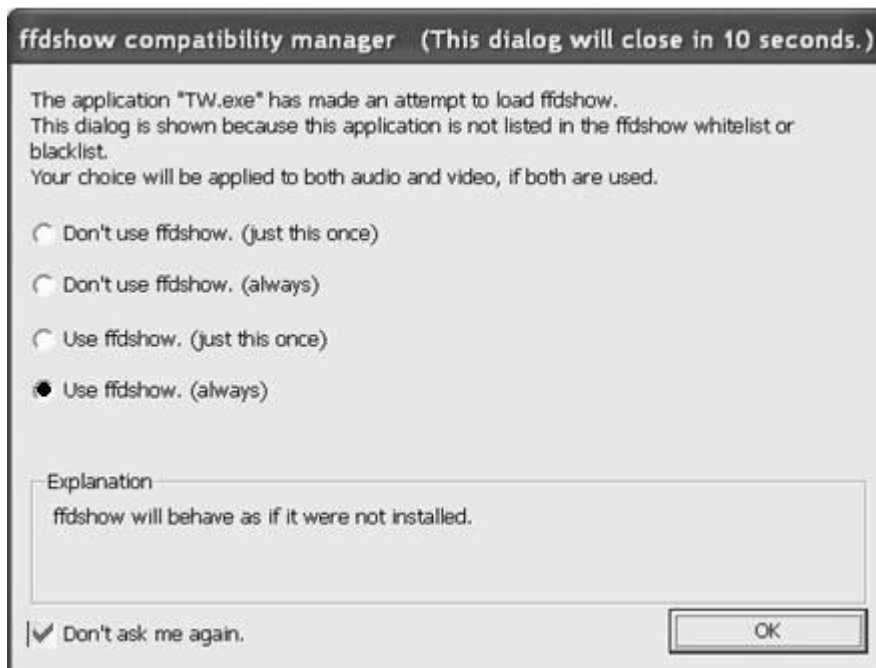 ffdshow compatibility manager (This dialog will close in 10 seconds.)
The application "TW.exe" has made an attempt to load ffdshow.
This dialog is shown because this application is not listed in the ffdshow whitelist or
blacklist.
Your choice will be applied to both audio and video, if both are used.
Don't use ffdshow. (just this once)
Don't use ffdshow. (always)
Use ffdshow. (just this once)
Use ffdshow. (always)
Explanation
ffdshow will behave as if it were not installed.
Don't ask me again.
OK